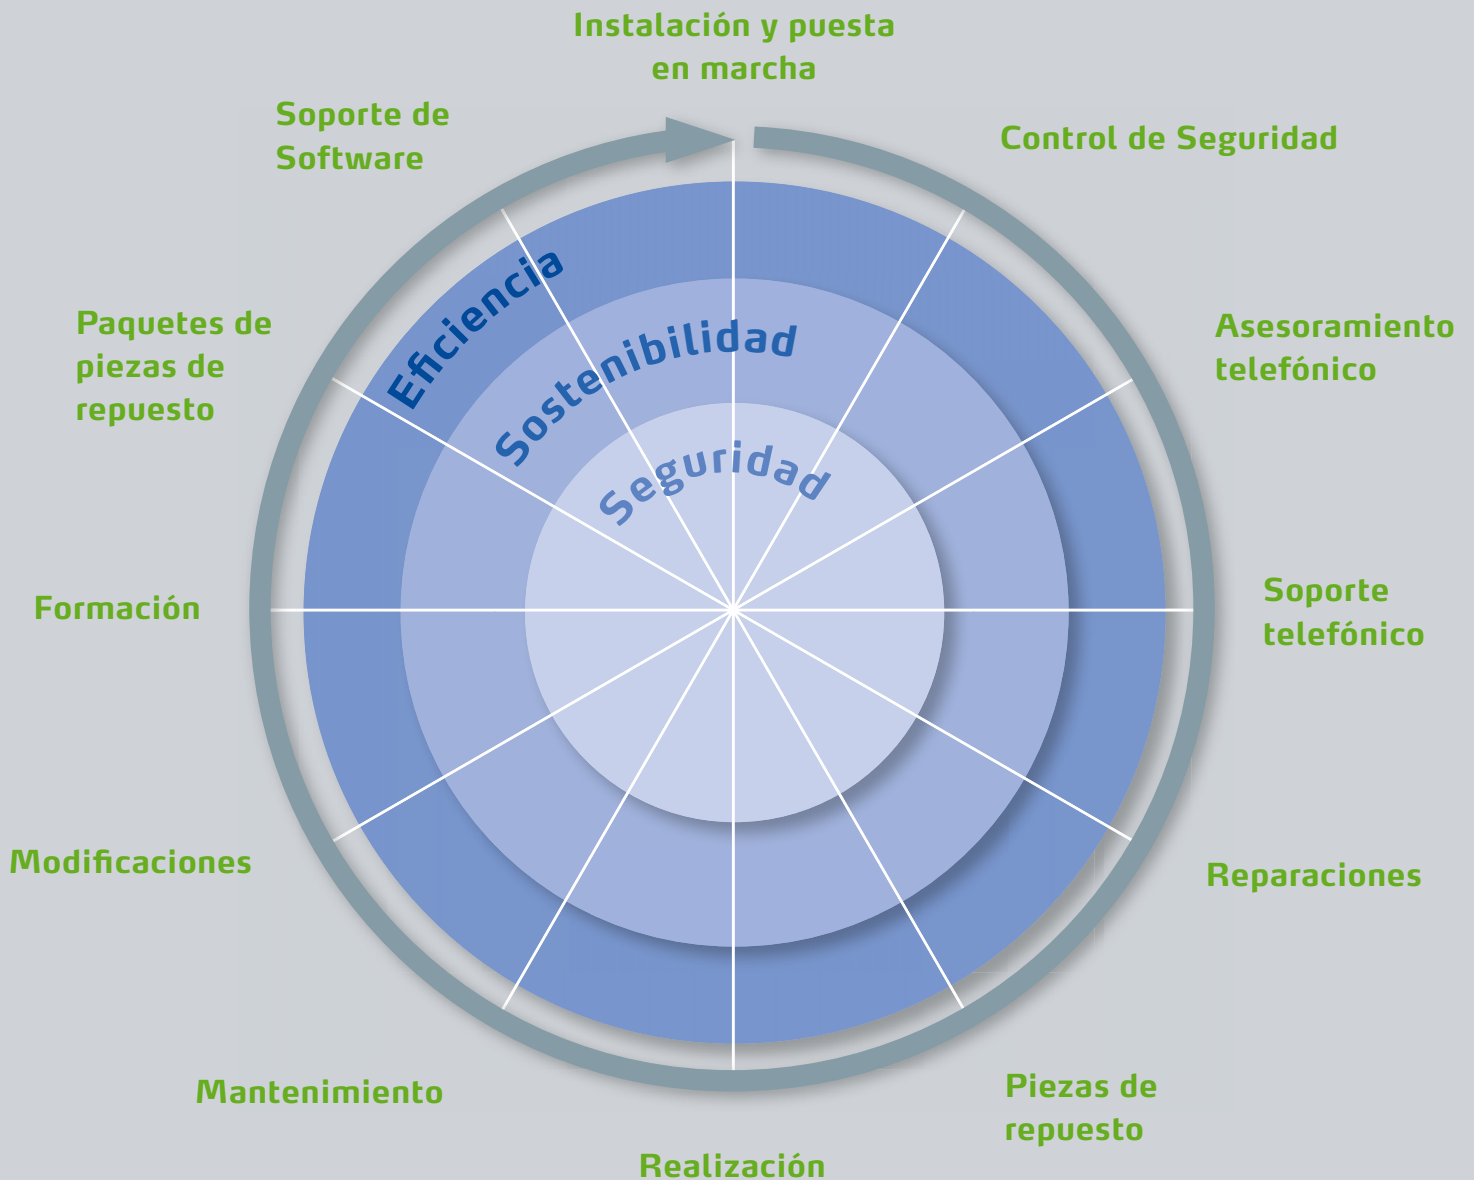 Instalación y puesta
en marcha
Soporte de
Software
Control de Seguridad
Eficiencia
Sostenibilidad
Seguridad
Paquetes de
piezas de
repuesto
Asesoramiento
telefónico
Formación
Soporte
telefónico
Modificaciones
Reparaciones
Mantenimiento
Piezas de
repuesto
Realización